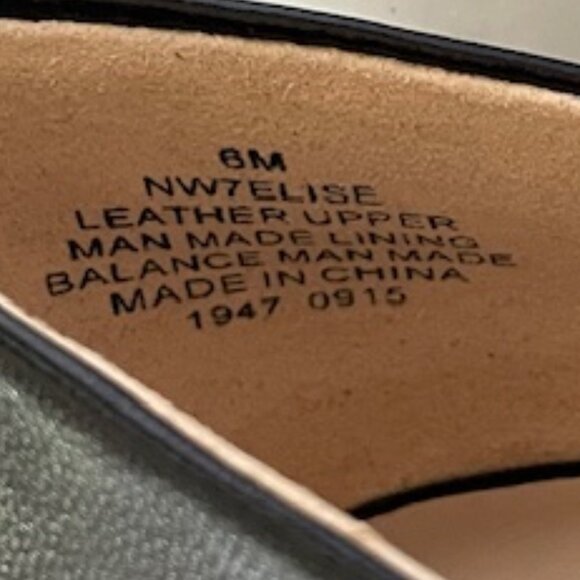 6M
NW7ELISE
LEATHER UPPER
MAN MADE LINING
BALANCE MAN MADE
MADE IN CHINA
1947 0915